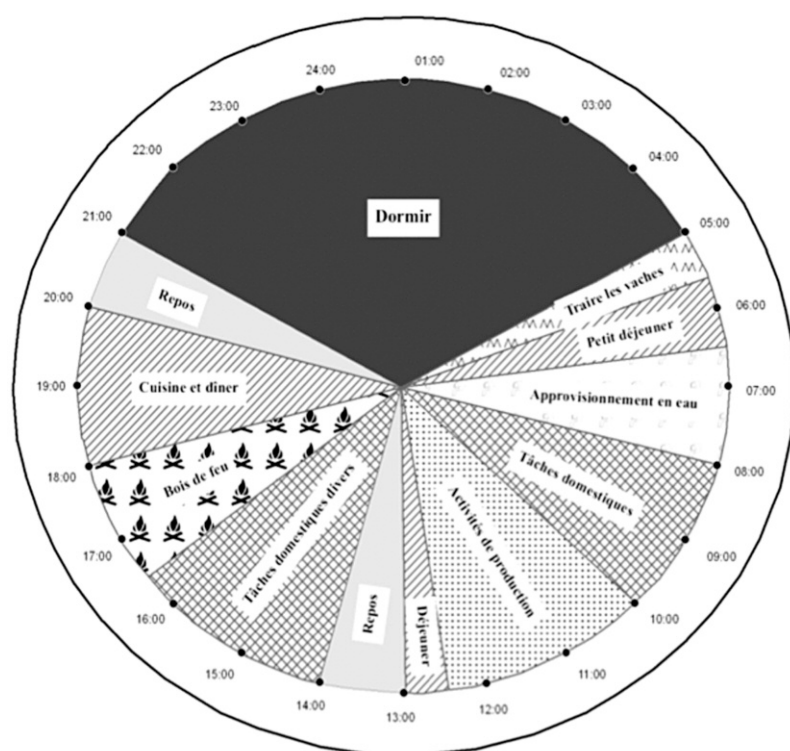 01:00
02:00
03:00
04:00
05:00
06:00
07:00
08:00
09:00
10:00
11:00
12:00
13:00
14:00
15:00
16:00
17:00
18:00
19:00
20:00
21:00
22:00
23:00
24:00
Dormir
Traire les vaches
Petit déjeuner
Approvisionnement en eau
Tâches domestiques
Activités de production
Déjeuner
Repos
Tâches domestiques divers
Bois de feu
Cuisine et dîner
Repos